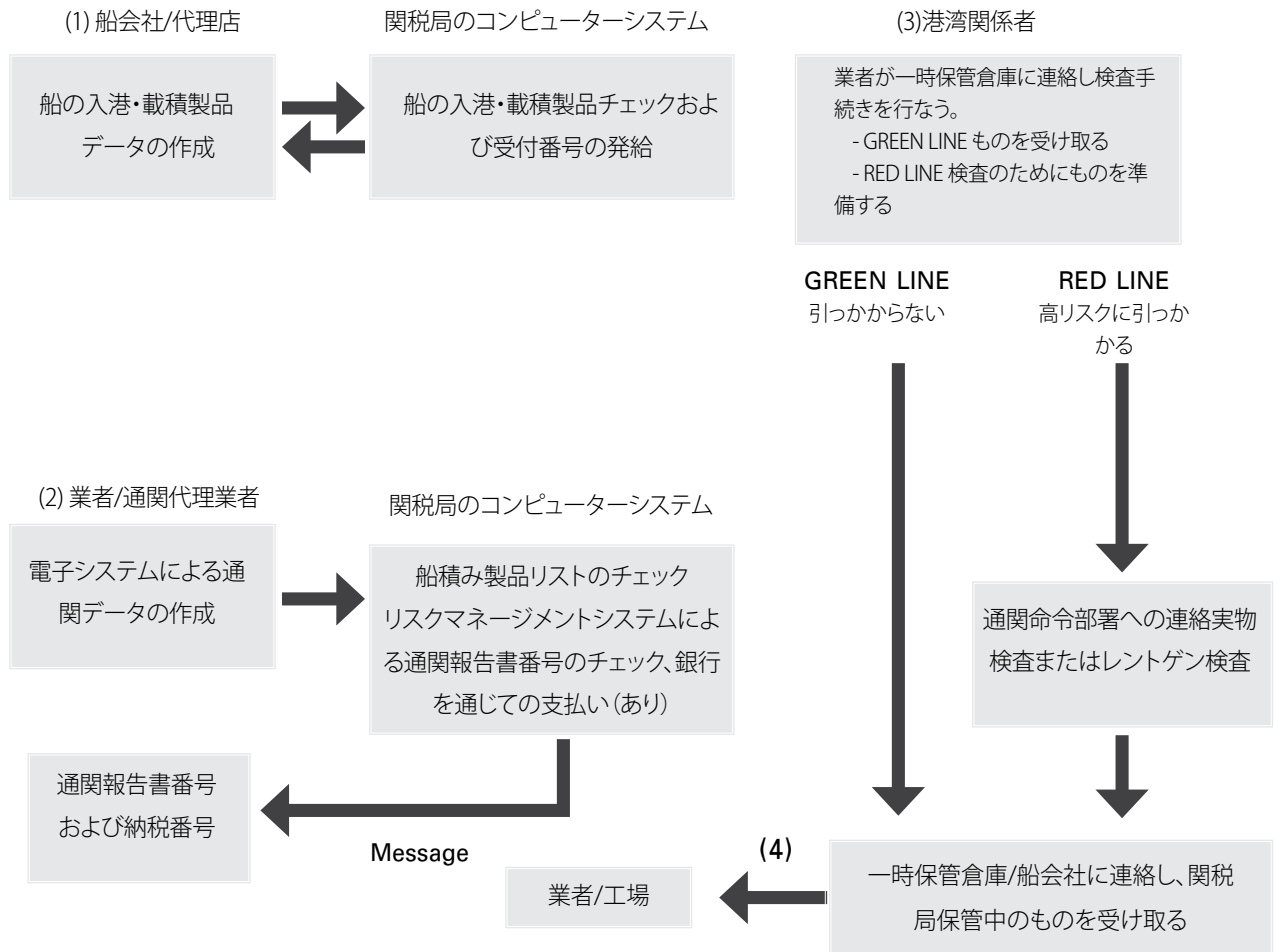 (1) 船会社/代理店
関税局のコンピューターシステム
船の入港・載積製品
データの作成
船の入港・載積製品チェックおよ
び受付番号の発給
(3)港湾関係者
業者が一時保管倉庫に連絡し検査手
続きを行なう。
- GREEN LINE ものを受け取る
- RED LINE 検査のためにものを準
備する
GREEN LINE
引っかからない
RED LINE
高リスクに引っか
かる
(2) 業者/通関代理業者
関税局のコンピューターシステム
電子システムによる通
関データの作成
船積み製品リストのチェック
リスクマネージメントシステムによ
る通関報告書番号のチェック、銀行
を通じての支払い（あり）
通関報告書番号
および納税番号
Message
通関命令部署への連絡実物
検査またはレントゲン検査
(4)
一時保管倉庫/船会社に連絡し、関税
局保管中のものを受け取る
業者/工場